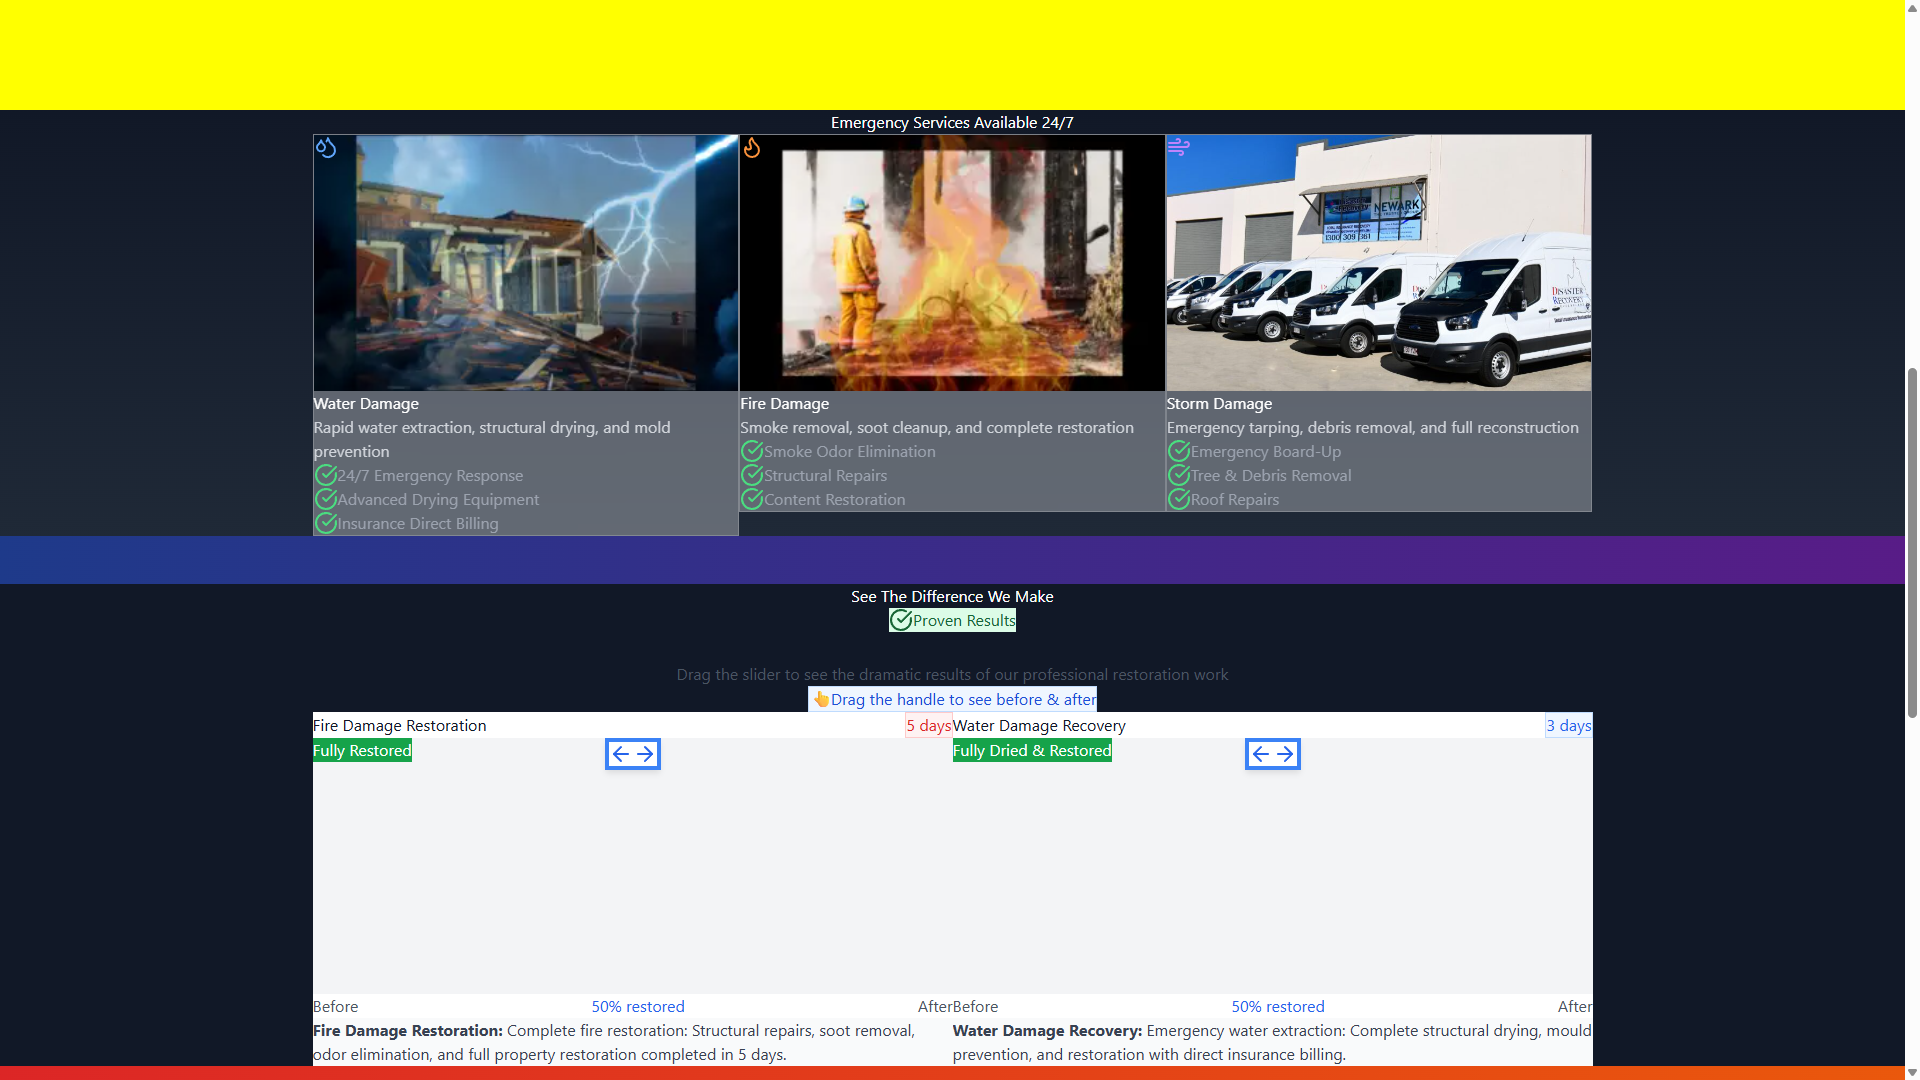 Emergency Services Available 24/7
NEWARK
1300 309 361
DISASTER
RECOVERY
Water Damage
Rapid water extraction, structural drying, and mold
prevention
24/7 Emergency Response
Advanced Drying Equipment
Insurance Direct Billing
Fire Damage
Smoke removal, soot cleanup, and complete restoration
Smoke Odor Elimination
Structural Repairs
Content Restoration
Storm Damage
Emergency tarping, debris removal, and full reconstruction
Emergency Board-Up
Tree & Debris Removal
Roof Repairs
See The Difference We Make
Proven Results
Drag the slider to see the dramatic results of our professional restoration work
👆Drag the handle to see before & after
Fire Damage Restoration
5 days
Fully Restored
Before
50% restored
After
Fire Damage Restoration: Complete fire restoration: Structural repairs, soot removal,
odor elimination, and full property restoration completed in 5 days.
Water Damage Recovery
3 days
Fully Dried & Restored
Before
50% restored
After
Water Damage Recovery: Emergency water extraction: Complete structural drying, mould
prevention, and restoration with direct insurance billing.